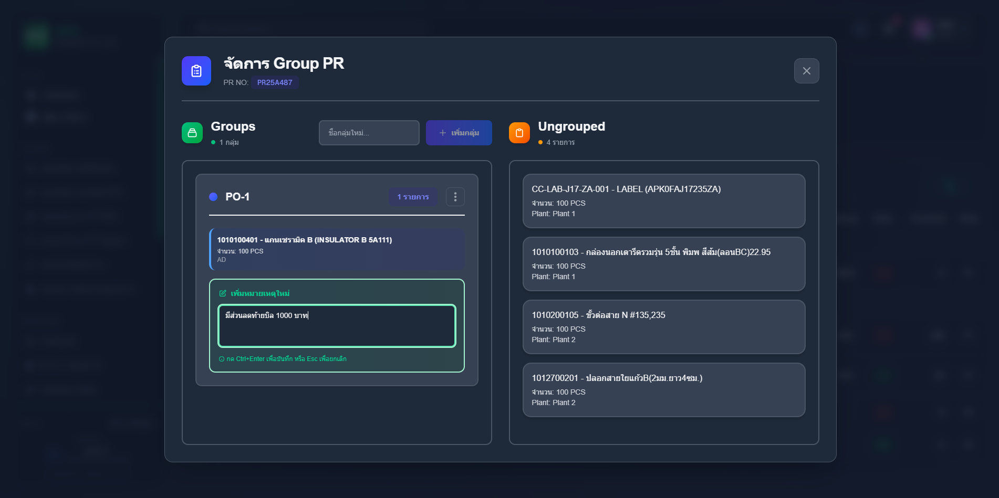 จัดการ Group PR
PR NO: PR25A487
Groups
1 กลุ่ม
ชื่อกลุ่มใหม่...
เพิ่มกลุ่ม
PO-1
1 รายการ
1010100401 - แกนเซรามิค B (INSULATOR B 5A111)
จำนวน: 100 PCS
AD
เพิ่มหมายเหตุใหม่
มีส่วนลดท้ายบิล 1000 บาท
กด Ctrl+Enter เพื่อบันทึก หรือ Esc เพื่อยกเลิก
Ungrouped
4 รายการ
CC-LAB-J17-ZA-001 - LABEL (APK0FAJ17235ZA)
จำนวน: 100 PCS
Plant: Plant 1
1010100103 - กล่องนอกเตารีดรวมรุ่น 5ชั้น พิมพ์ สีส้ม(ลอนBC)22.95
จำนวน: 100 PCS
Plant: Plant 1
1010200105 - ขั้วต่อสาย N #135,235
จำนวน: 100 PCS
Plant: Plant 2
1012700201 - ปลอกสายใยแก้วB(2มม.ยาว4ซม.)
จำนวน: 100 PCS
Plant: Plant 2